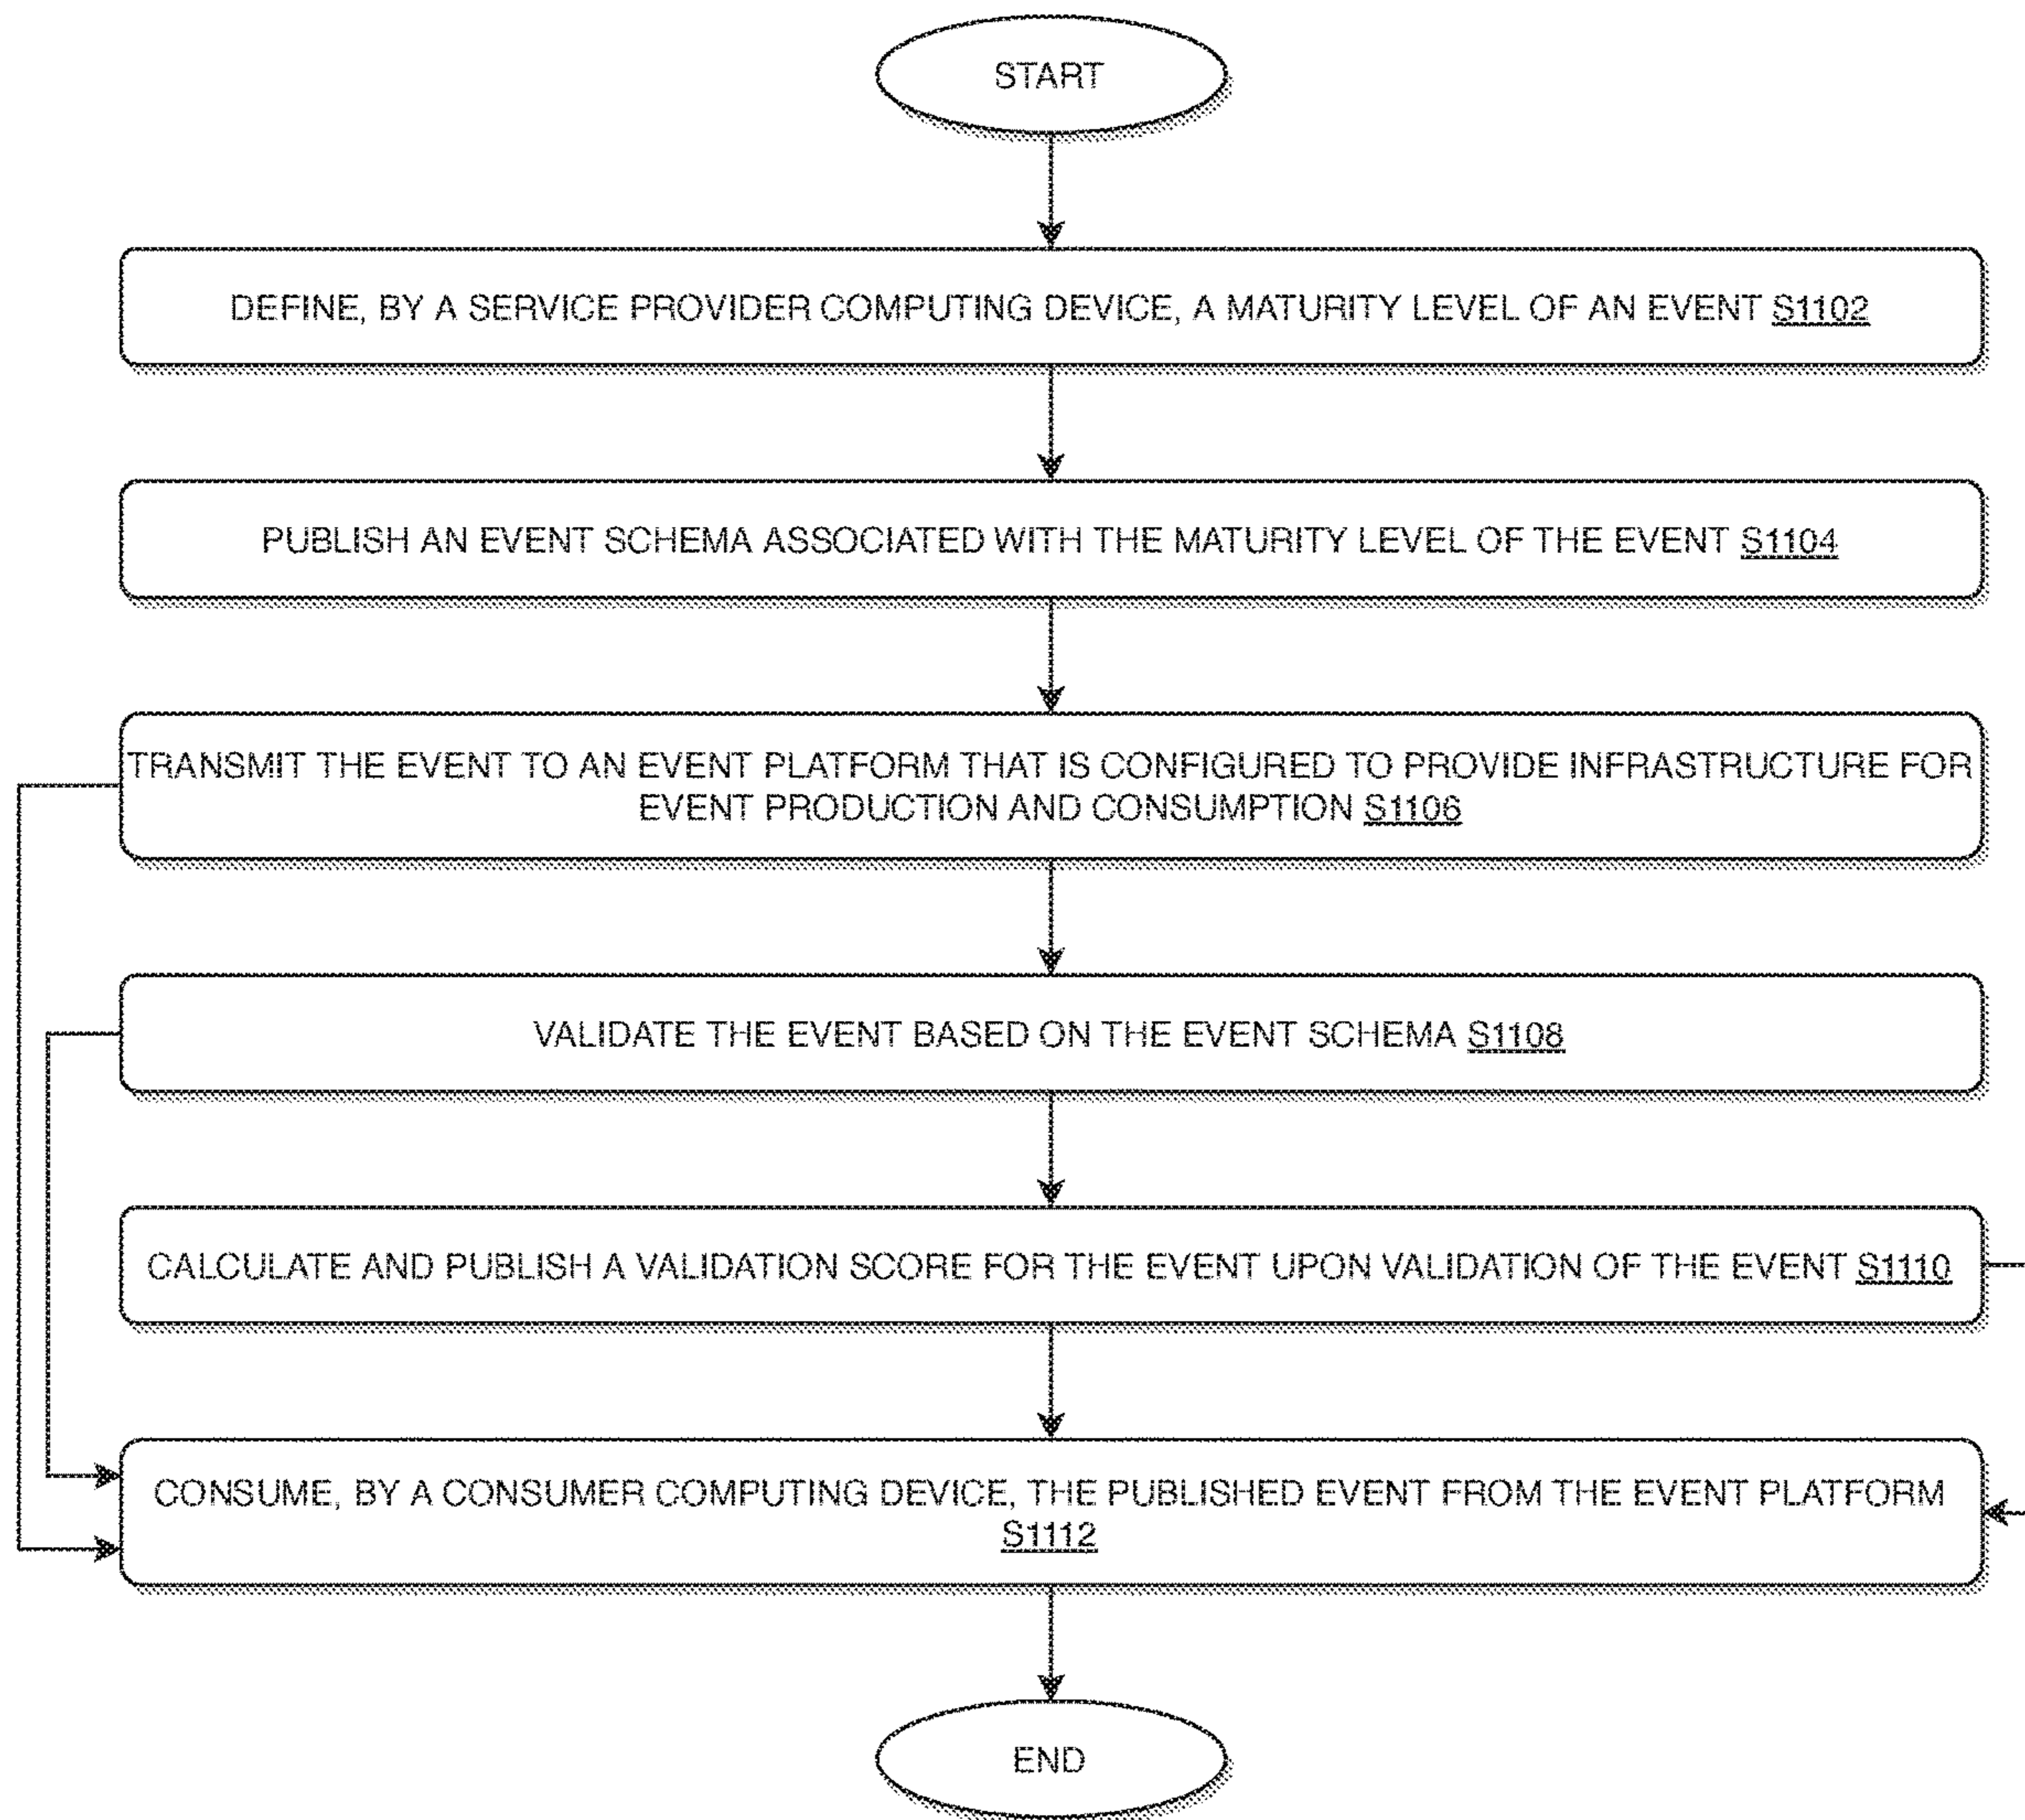 START
DEFINE, BY A SERVICE PROVIDER COMPUTING DEVICE, A MATURITY LEVEL OF AN EVENT S1102
PUBLISH AN EVENT SCHEMA ASSOCIATED WITH THE MATURITY LEVEL OF THE EVENT S1104
TRANSMIT THE EVENT TO AN EVENT PLATFORM THAT IS CONFIGURED TO PROVIDE INFRASTRUCTURE FOR
EVENT PRODUCTION AND CONSUMPTION S1106
VALIDATE THE EVENT BASED ON THE EVENT SCHEMA S1108
CALCULATE AND PUBLISH A VALIDATION SCORE FOR THE EVENT UPON VALIDATION OF THE EVENT S1110
CONSUME, BY A CONSUMER COMPUTING DEVICE, THE PUBLISHED EVENT FROM THE EVENT PLATFORM
S1112
END